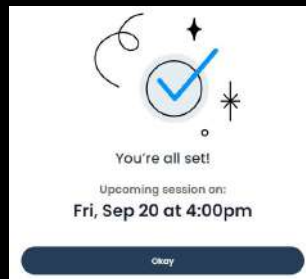 You're all set!
Upcoming session on:
Fri, Sep 20 at 4:00pm
Okay